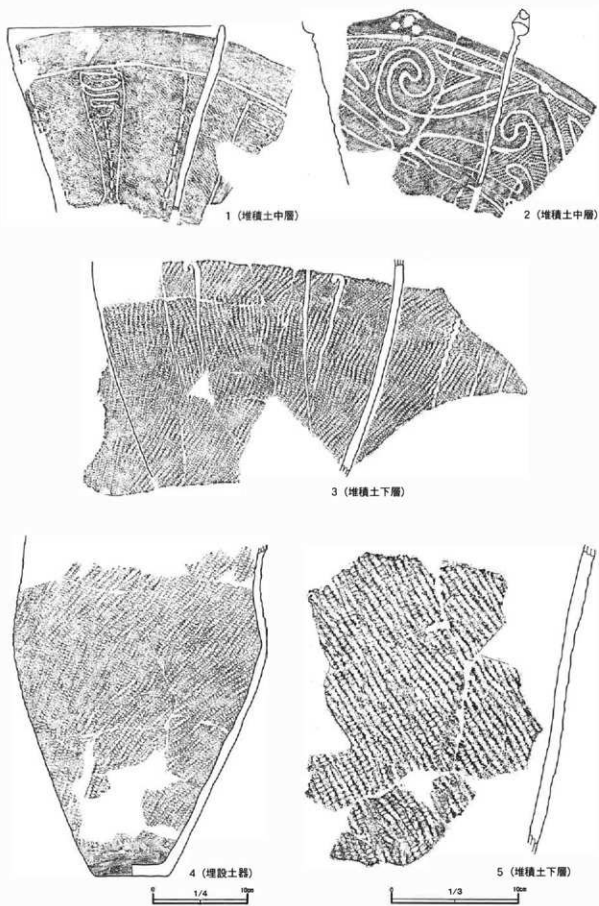 1 (堆積土中層)
2 (堆積土中層)
3 (堆積土下層)
4 (埋設土器)
5 (堆積土下層)
0 1/4 10cm
0 1/3 10cm